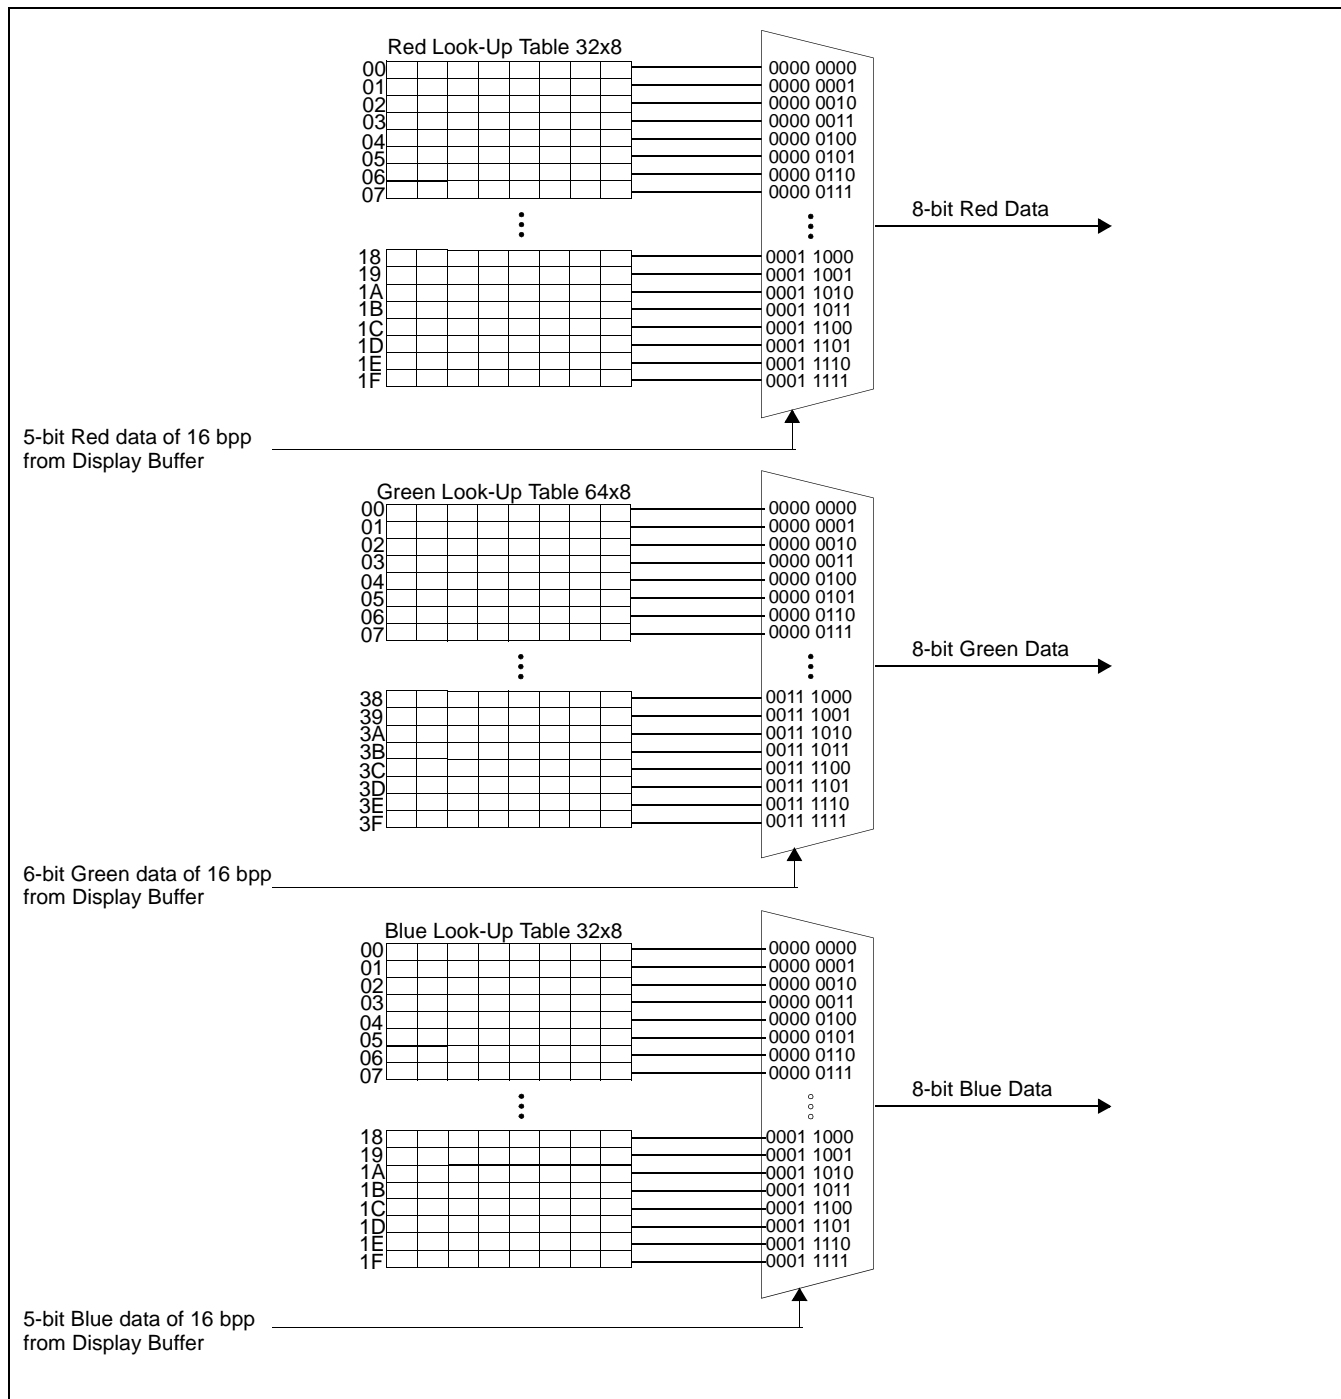 Red Look-Up Table 32x8
00 0000 0000
01 0000 0001
02 0000 0010
03 0000 0011
04 0000 0100
05 0000 0101
06 0000 0110
07 0000 0111
8-bit Red Data
18 0001 1000
19 0001 1001
1A 0001 1010
1B 0001 1011
1C 0001 1100
1D 0001 1101
1E 0001 1110
1F 0001 1111
5-bit Red data of 16 bpp
from Display Buffer
Green Look-Up Table 64x8
00 0000 0000
01 0000 0001
02 0000 0010
03 0000 0011
04 0000 0100
05 0000 0101
06 0000 0110
07 0000 0111
8-bit Green Data
38 0011 1000
39 0011 1001
3A 0011 1010
3B 0011 1011
3C 0011 1100
3D 0011 1101
3E 0011 1110
3F 0011 1111
6-bit Green data of 16 bpp
from Display Buffer
Blue Look-Up Table 32x8
00 0000 0000
01 0000 0001
02 0000 0010
03 0000 0011
04 0000 0100
05 0000 0101
06 0000 0110
07 0000 0111
8-bit Blue Data
18 0001 1000
19 0001 1001
1A 0001 1010
1B 0001 1011
1C 0001 1100
1D 0001 1101
1E 0001 1110
1F 0001 1111
5-bit Blue data of 16 bpp
from Display Buffer